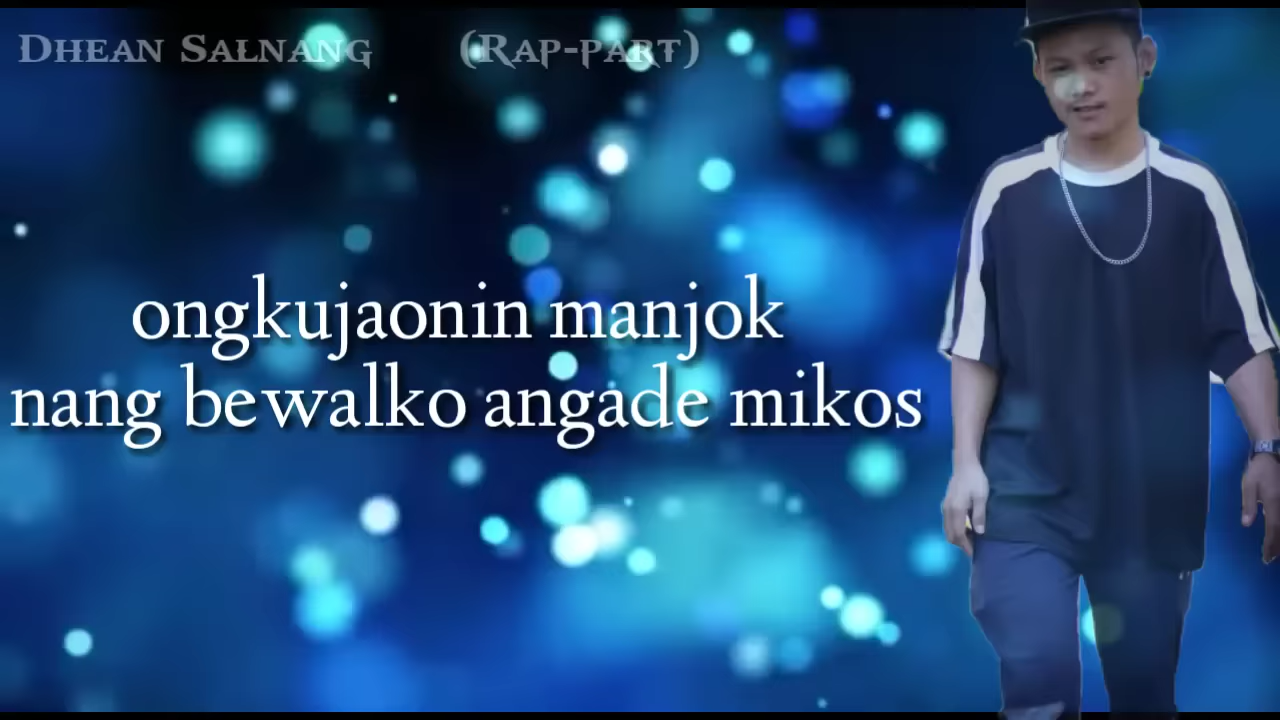 Dhean Salnang (Rap-part)
ongkujaonin manjok
nang bewalko angade mikos